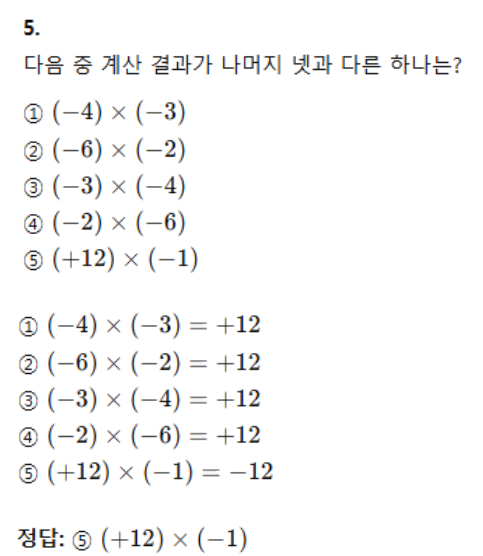 5.
다음 중 계산 결과가 나머지 넷과 다른 하나는?
① (−4) × (−3)
② (−6) × (−2)
③ (−3) × (−4)
④ (−2) × (−6)
⑤ (+12) × (−1)
① (−4) × (−3) = +12
② (−6) × (−2) = +12
③ (−3) × (−4) = +12
④ (−2) × (−6) = +12
⑤ (+12) × (−1) = −12
정답: ⑤ (+12) × (−1)